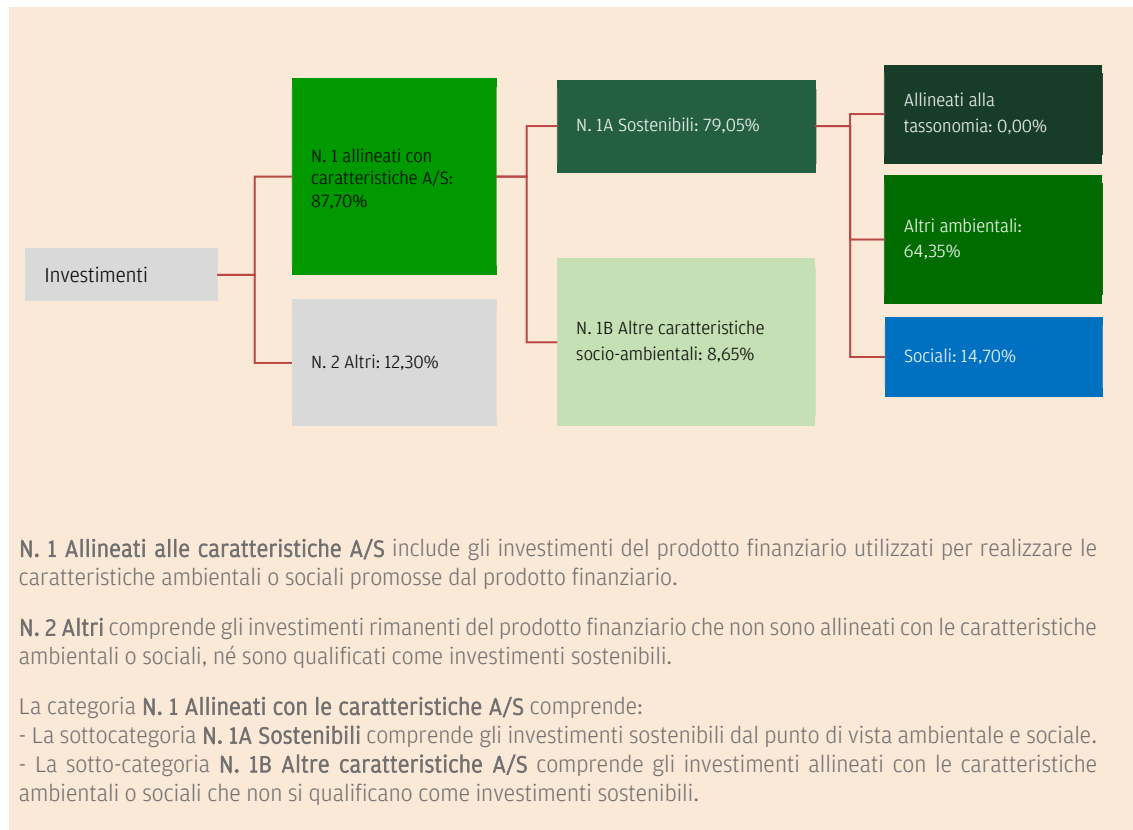 Investimenti
N. 1 allineati con
caratteristiche A/S:
87,70%
N. 2 Altri: 12,30%
N. 1A Sostenibili: 79,05%
N. 1B Altre caratteristiche
socio-ambientali: 8,65%
Allineati alla
tassonomia: 0,00%
Altri ambientali:
64,35%
Sociali: 14,70%
N. 1 Allineati alle caratteristiche A/S include gli investimenti del prodotto finanziario utilizzati per realizzare le
caratteristiche ambientali o sociali promosse dal prodotto finanziario.
N. 2 Altri comprende gli investimenti rimanenti del prodotto finanziario che non sono allineati con le caratteristiche
ambientali o sociali, né sono qualificati come investimenti sostenibili.
La categoria N. 1 Allineati con le caratteristiche A/S comprende:
- La sottocategoria N. 1A Sostenibili comprende gli investimenti sostenibili dal punto di vista ambientale e sociale.
- La sotto-categoria N. 1B Altre caratteristiche A/S comprende gli investimenti allineati con le caratteristiche
ambientali o sociali che non si qualificano come investimenti sostenibili.